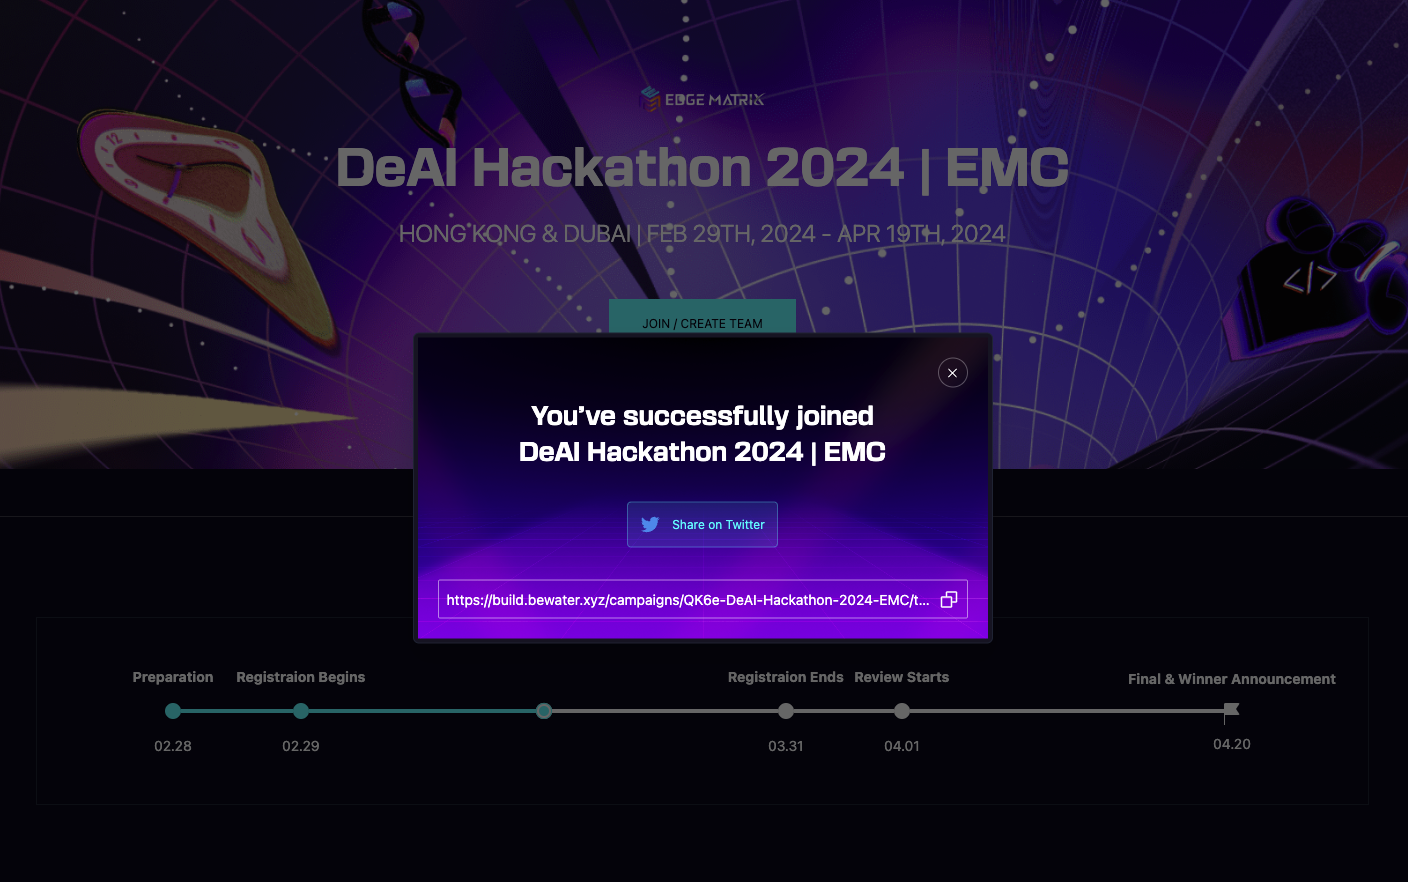 EDGE MATRIX
DeAI Hackathon 2024 | EMC
HONG KONG & DUBAI | FEB 29TH, 2024 - APR 19TH, 2024
JOIN / CREATE TEAM
You’ve successfully joined
DeAI Hackathon 2024 | EMC
Share on Twitter
https://build.bewater.xyz/campaigns/QK6e-DeAI-Hackathon-2024-EMC/t...
Preparation
Registraion Begins
Registraion Ends
Review Starts
Final & Winner Announcement
02.28
02.29
03.31
04.01
04.20
12
</>